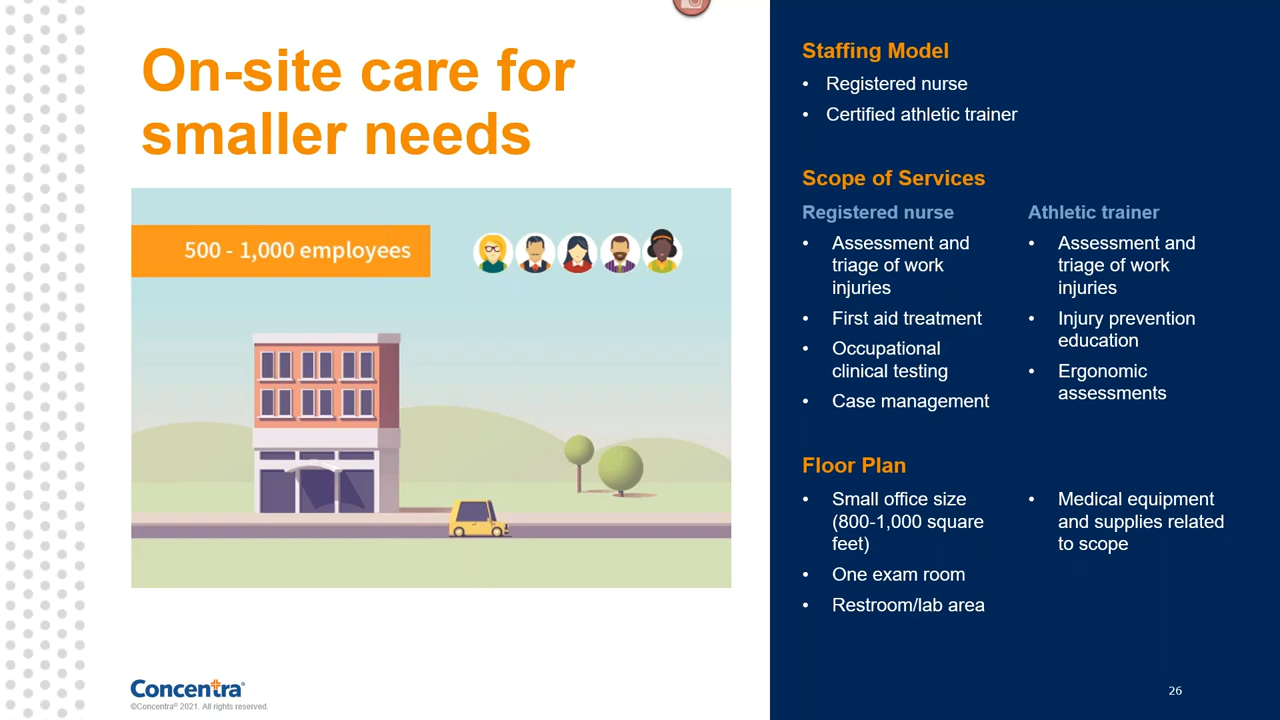 On-site care for
smaller needs
500 - 1,000 employees
Concentra®
©Concentra® 2021. All rights reserved.
Staffing Model
• Registered nurse
• Certified athletic trainer
Scope of Services
Registered nurse
• Assessment and
triage of work
injuries
• First aid treatment
• Occupational
clinical testing
• Case management
Athletic trainer
• Assessment and
triage of work
injuries
• Injury prevention
education
• Ergonomic
assessments
Floor Plan
• Small office size
(800-1,000 square
feet)
• One exam room
• Restroom/lab area
• Medical equipment
and supplies related
to scope
26